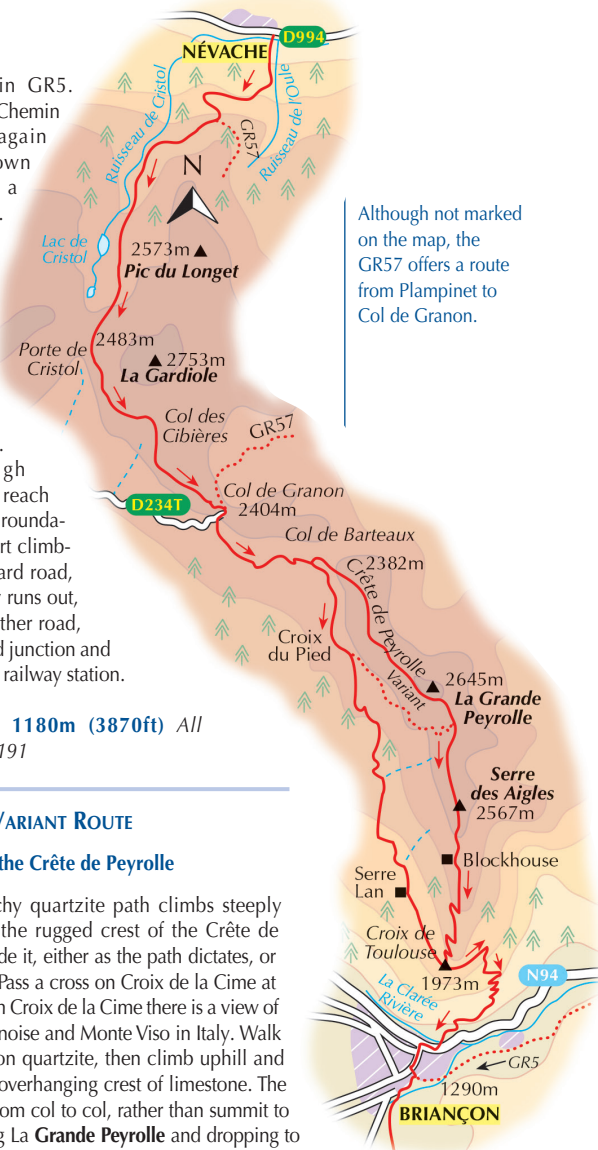 in GR5.
Chemin
again
own
a
.
.
gh
reach
rounda-
rt climb-
ard road,
runs out,
ther road,
d junction and
railway station.
1180m (3870ft) All
191
VARIANT ROUTE
the Crête de Peyrolle
chy quartzite path climbs steeply
the rugged crest of the Crête de
de it, either as the path dictates, or
Pass a cross on Croix de la Cime at
n Croix de la Cime there is a view of
noise and Monte Viso in Italy. Walk
on quartzite, then climb uphill and
overhanging crest of limestone. The
om col to col, rather than summit to
g La Grande Peyrolle and dropping to
D994
NÉVACHE
Ruisseau de Cristol
Ruisseau de l'Oule
GR57
N
Lac de
Cristol
2573m
Pic du Longet
2483m
Porte de
Cristol
2753m
La Gardiole
Col des
Cibières
GR57
D234T
Col de Granon
2404m
Col de Barteaux
2382m
Crête de Peyrolle
Croix
du Pied
Variant
2645m
La Grande
Peyrolle
Serre
des Aigles
2567m
Blockhouse
Serre
Lan
Croix de
Toulouse
1973m
N94
La Clarée
Rivière
GR5
1290m
BRIANÇON
Although not marked
on the map, the
GR57 offers a route
from Plampinet to
Col de Granon.